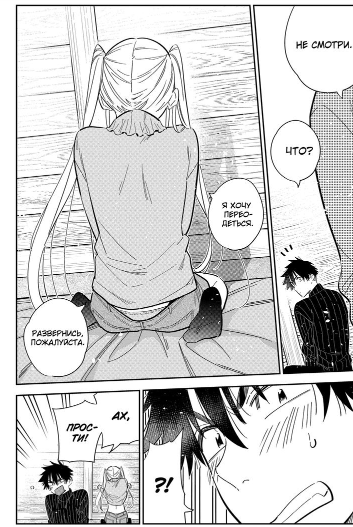 НЕ СМОТРИ.
ЧТО?
Я ХОЧУ
ПЕРЕО-
ДЕТЬСЯ.
РАЗВЕРНИСЬ,
ПОЖАЛУЙСТА.
?!
АХ,
ПРОС-
ТИ!